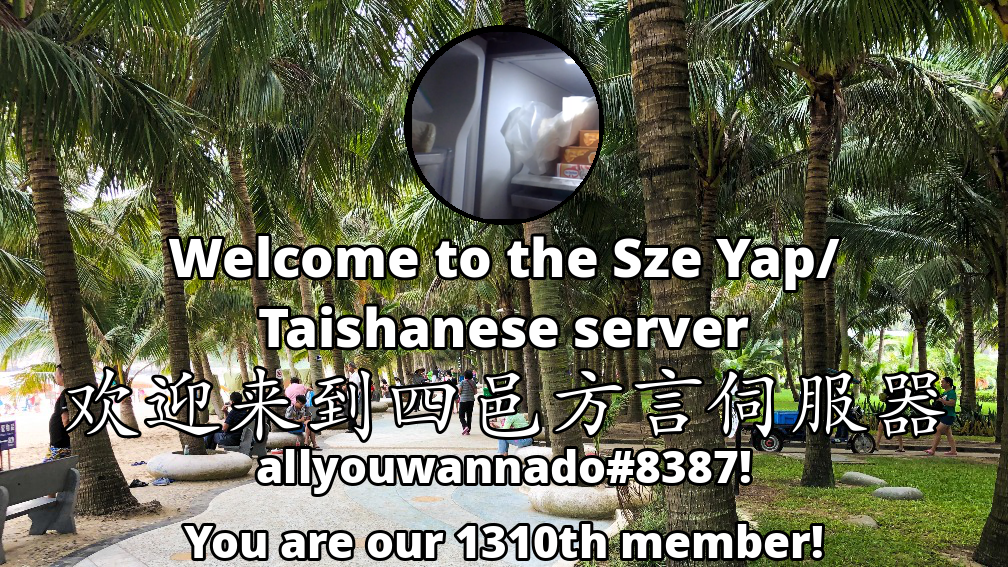 Welcome to the Sze Yap/
Taishanese server
欢迎来到四邑方言伺服器
allyouwannado#8387!
You are our 1310th member!